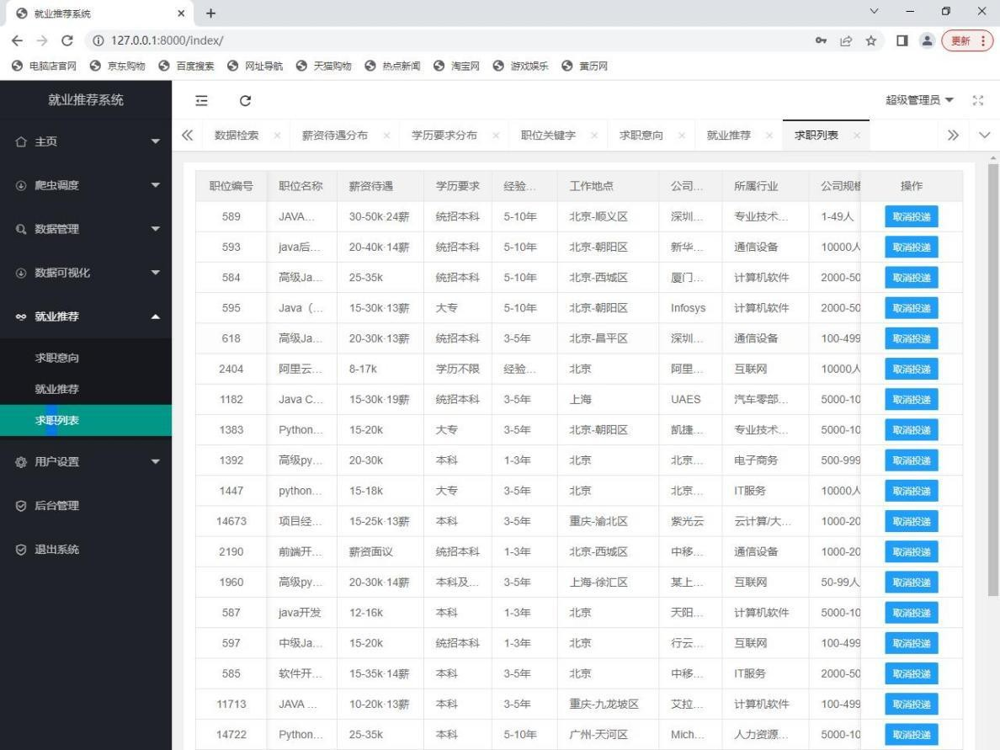 就业推荐系统
127.0.0.1:8000/index/
更新
电脑店官网 京东购物 百度搜索 网址导航 天猫购物 热点新闻 淘宝网 游戏娱乐 黄历网
就业推荐系统
超级管理员
主页
爬虫调度
数据管理
数据可视化
就业推荐
求职意向
就业推荐
求职列表
用户设置
后台管理
退出系统
数据检索 薪资待遇分布 学历要求分布 职位关键字 求职意向 就业推荐 求职列表
职位编号 职位名称 薪资待遇 学历要求 经验... 工作地点 公司... 所属行业 公司规模 操作
589 JAVA... 30-50k·24薪 统招本科 5-10年 北京-顺义区 深圳... 专业技术... 1-49人 取消投递
593 java后... 20-40k·14薪 统招本科 5-10年 北京-朝阳区 新华... 通信设备 10000人 取消投递
584 高级Ja... 25-35k 统招本科 5-10年 北京-西城区 厦门... 计算机软件 2000-50 取消投递
595 Java（... 15-30k·13薪 大专 5-10年 北京-朝阳区 Infosys 计算机软件 2000-50 取消投递
618 高级Ja... 20-30k·13薪 统招本科 3-5年 北京-昌平区 深圳... 通信设备 100-499 取消投递
2404 阿里云... 8-17k 学历不限 经验... 北京 阿里... 互联网 10000人 取消投递
1182 Java C... 15-30k·19薪 统招本科 3-5年 上海 UAES 汽车零部... 5000-10 取消投递
1383 Python... 15-20k 大专 3-5年 北京-朝阳区 凯捷... 专业技术... 5000-10 取消投递
1392 高级py... 20-30k 本科 1-3年 北京 北京... 电子商务 500-999 取消投递
1447 python... 15-18k 大专 3-5年 北京 北京... IT服务 10000人 取消投递
14673 项目经... 15-25k·13薪 本科 3-5年 重庆-渝北区 紫光云 云计算/大... 1000-20 取消投递
2190 前端开... 薪资面议 统招本科 1-3年 北京-西城区 中移... 通信设备 1000-20 取消投递
1960 高级py... 20-30k·14薪 本科及... 3-5年 上海-徐汇区 某上... 互联网 50-99人 取消投递
587 java开发 12-16k 本科 1-3年 北京 天阳... 计算机软件 5000-10 取消投递
597 中级Ja... 15-20k 统招本科 1-3年 北京 行云... 互联网 100-499 取消投递
585 软件开... 15-35k·14薪 本科 3-5年 北京 中移... IT服务 2000-50 取消投递
11713 JAVA ... 10-20k·13薪 本科 3-5年 重庆-九龙坡区 艾拉... 计算机软件 100-499 取消投递
14722 Python... 25-35k 本科 5-10年 广州-天河区 Mich... 人力资源... 5000-10 取消投递